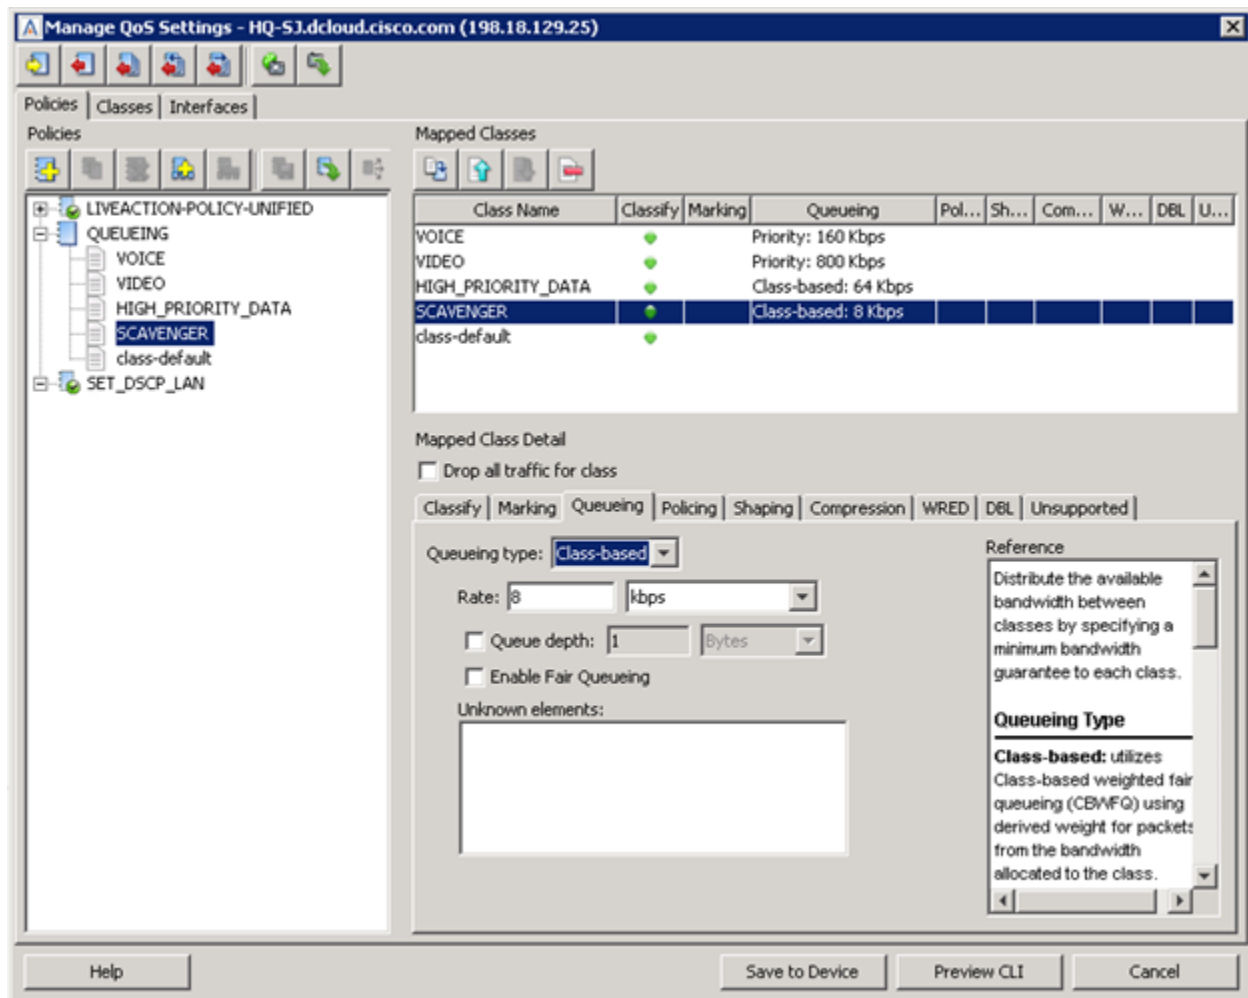 Manage QoS Settings - HQ-SJ.dcloud.cisco.com (198.18.129.25)
Policies Classes Interfaces
Policies
LIVEACTION-POLICY-UNIFIED
QUEUEING
VOICE
VIDEO
HIGH_PRIORITY_DATA
SCAVENGER
class-default
SET_DSCP_LAN
Mapped Classes
Class Name Classify Marking Queueing Pol... Sh... Com... W... DBL U...
VOICE Priority: 160 Kbps
VIDEO Priority: 800 Kbps
HIGH_PRIORITY_DATA Class-based: 64 Kbps
SCAVENGER Class-based: 8 Kbps
class-default
Mapped Class Detail
Drop all traffic for class
Classify Marking Queueing Policing Shaping Compression WRED DBL Unsupported
Queueing type: Class-based
Rate: 8 kbps
Queue depth: 1 Bytes
Enable Fair Queueing
Unknown elements:
Reference
Distribute the available
bandwidth between
classes by specifying a
minimum bandwidth
guarantee to each class.
Queueing Type
Class-based: utilizes
Class-based weighted fair
queueing (CBWFQ) using
derived weight for packets
from the bandwidth
allocated to the class.
Help Save to Device Preview CLI Cancel